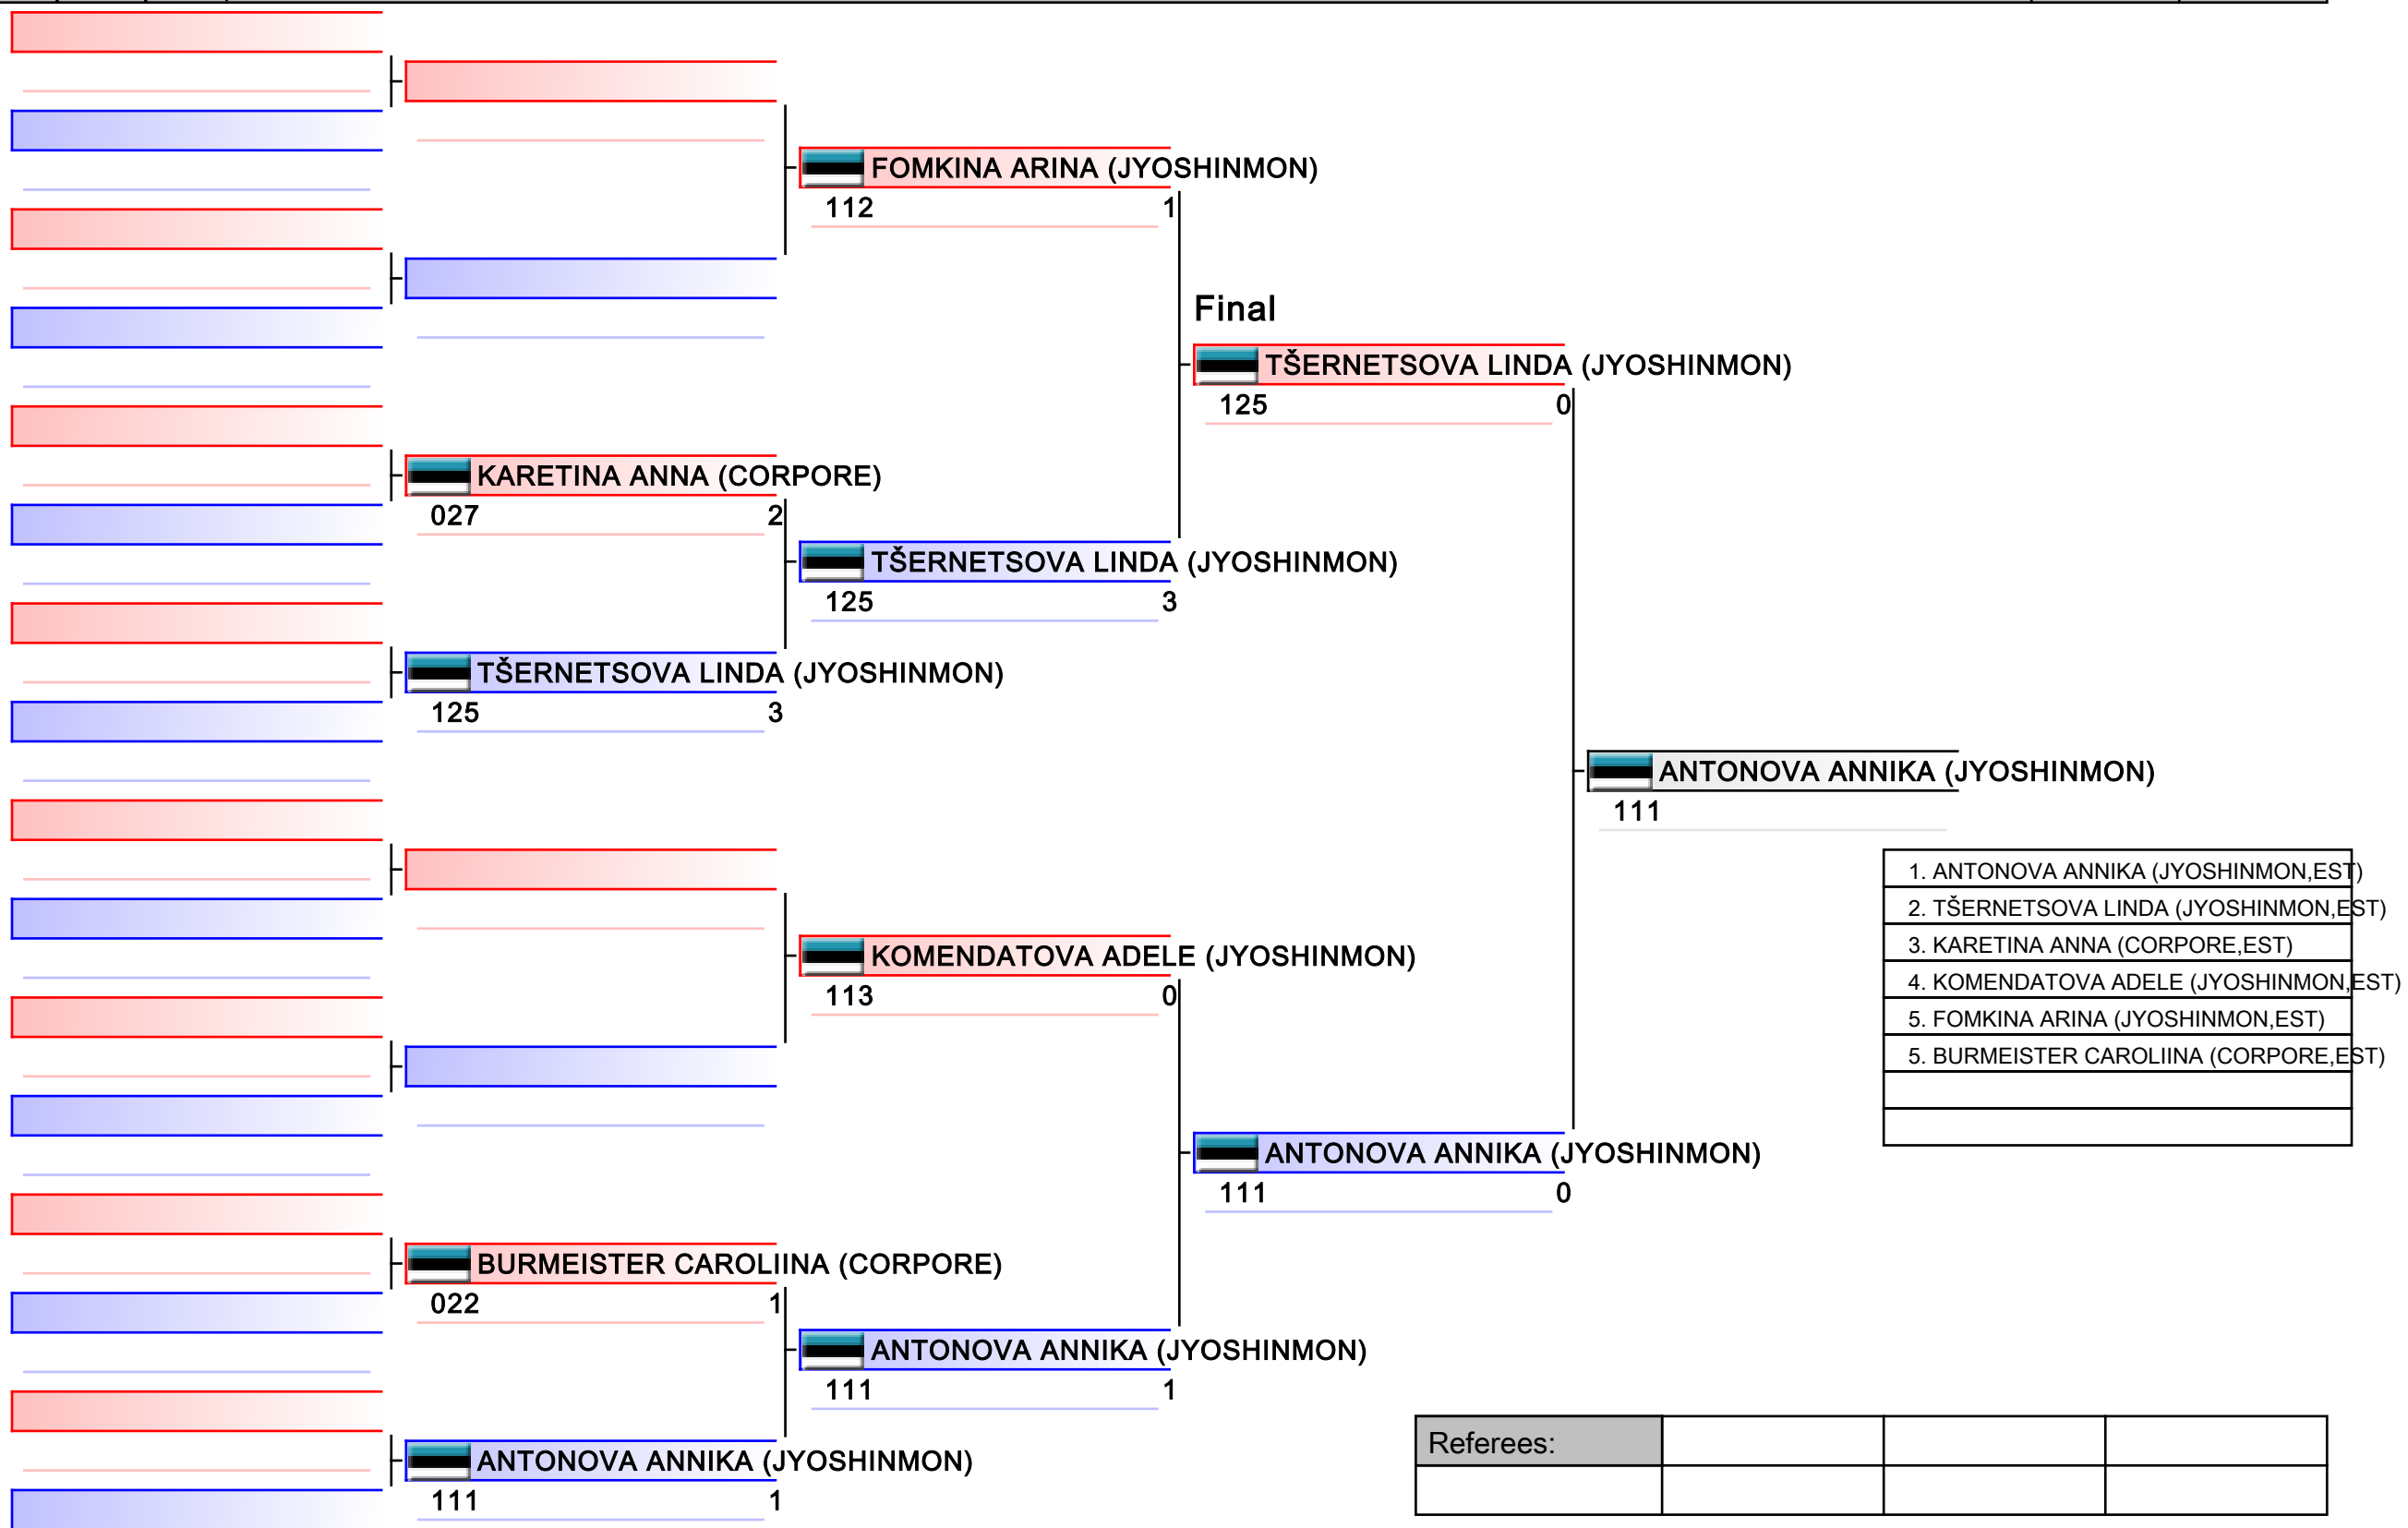 FOMKINA ARINA (JYOSHINMON)
112 1
Final
TŠERNETSOVA LINDA (JYOSHINMON)
125 0
KARETINA ANNA (CORPORE)
027 2
TŠERNETSOVA LINDA (JYOSHINMON)
125 3
TŠERNETSOVA LINDA (JYOSHINMON)
125 3
ANTONOVA ANNIKA (JYOSHINMON)
111
1. ANTONOVA ANNIKA (JYOSHINMON,EST)
2. TŠERNETSOVA LINDA (JYOSHINMON,EST)
3. KARETINA ANNA (CORPORE,EST)
4. KOMENDATOVA ADELE (JYOSHINMON,EST)
5. FOMKINA ARINA (JYOSHINMON,EST)
5. BURMEISTER CAROLIINA (CORPORE,EST)
KOMENDATOVA ADELE (JYOSHINMON)
113 0
ANTONOVA ANNIKA (JYOSHINMON)
111 0
BURMEISTER CAROLIINA (CORPORE)
022 1
ANTONOVA ANNIKA (JYOSHINMON)
111 1
ANTONOVA ANNIKA (JYOSHINMON)
111 1
Referees: